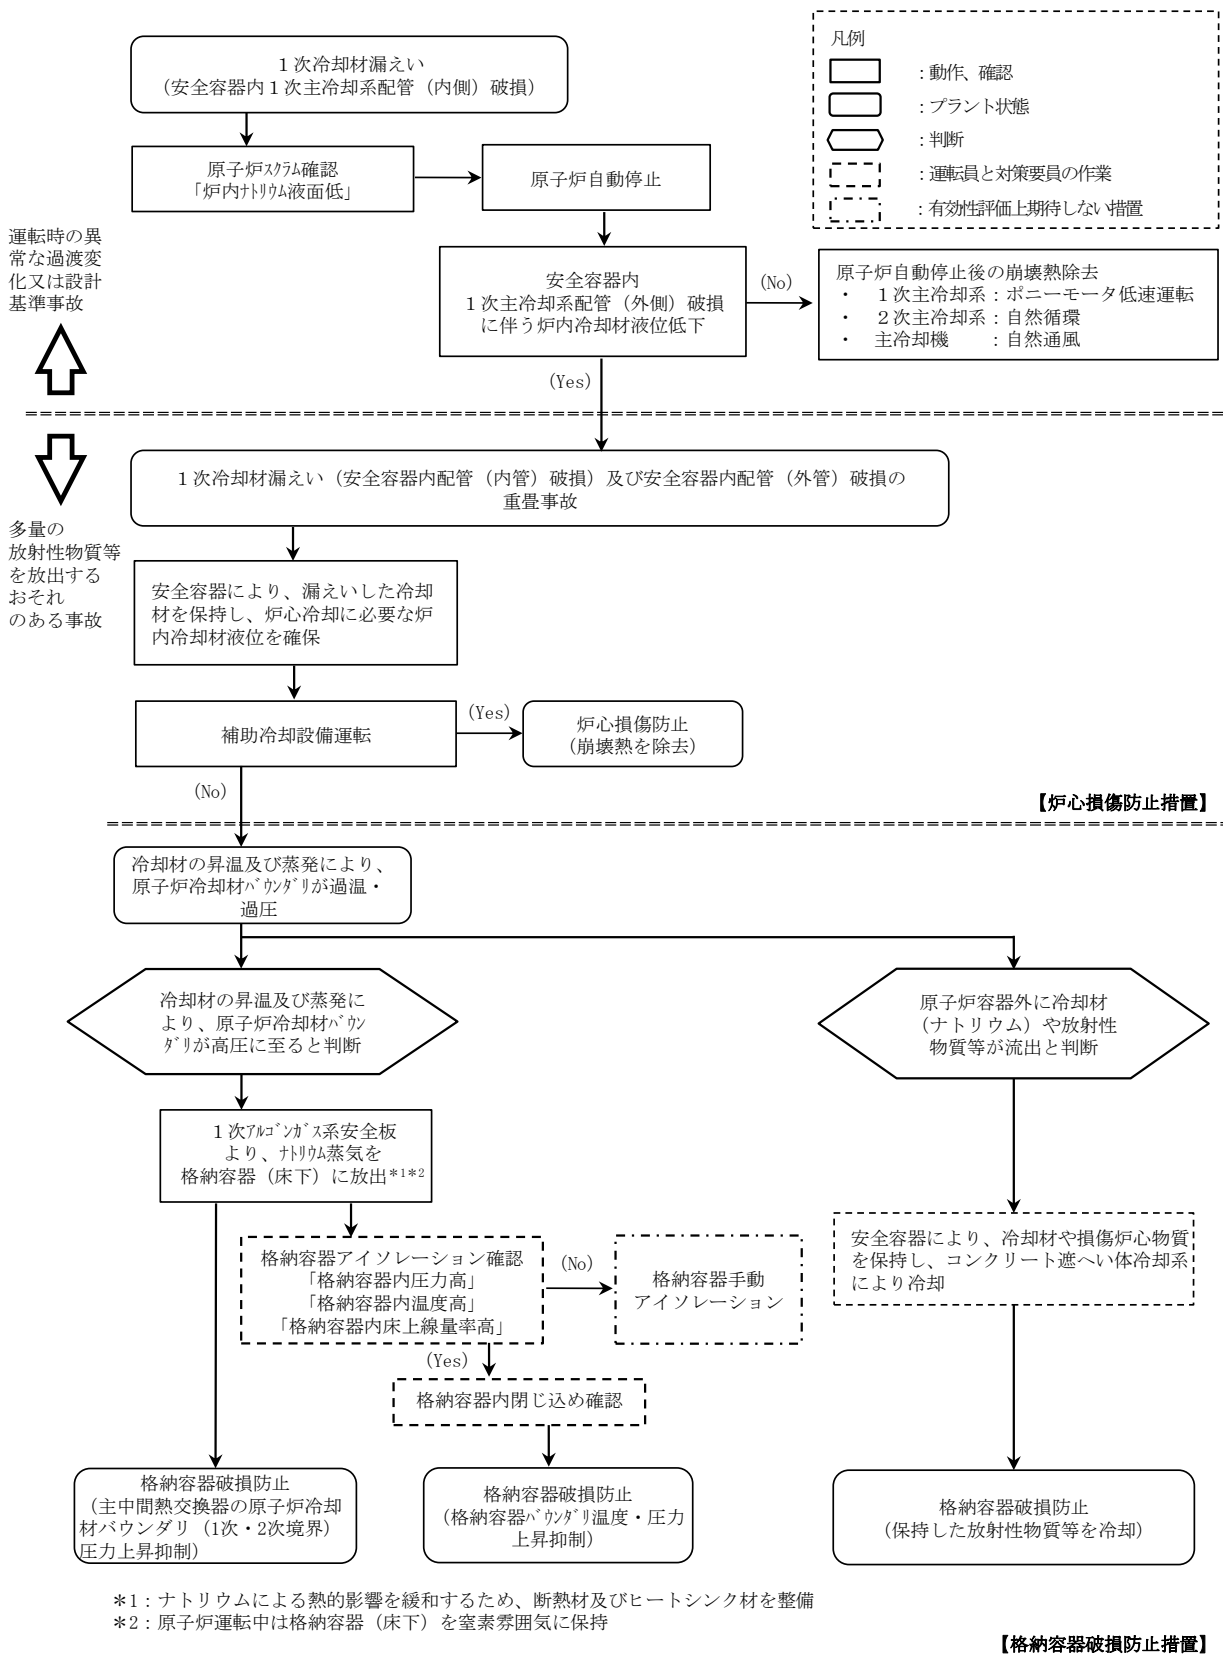 凡例
：動作、確認
：プラント状態
：判断
：運転員と対策要員の作業
：有効性評価上期待しない措置
１次冷却材漏えい
（安全容器内１次主冷却系配管（内側）破損）
原子炉ｽｸﾗﾑ確認
「炉内ﾅﾄﾘｳﾑ液面低」
原子炉自動停止
運転時の異
常な過渡変
化又は設計
基準事故
安全容器内
１次主冷却系配管（外側）破損
に伴う炉内冷却材液位低下
(No)
原子炉自動停止後の崩壊熱除去
・　１次主冷却系：ポニーモータ低速運転
・　２次主冷却系：自然循環
・　主冷却機　　：自然通風
(Yes)
１次冷却材漏えい（安全容器内配管（内管）破損）及び安全容器内配管（外管）破損の
重畳事故
多量の
放射性物質等
を放出する
おそれ
のある事故
安全容器により、漏えいした冷却
材を保持し、炉心冷却に必要な炉
内冷却材液位を確保
補助冷却設備運転
(Yes)
炉心損傷防止
（崩壊熱を除去）
(No)
【炉心損傷防止措置】
冷却材の昇温及び蒸発により、
原子炉冷却材ﾊﾞｳﾝﾀﾞﾘが過温・
過圧
冷却材の昇温及び蒸発に
より、原子炉冷却材ﾊﾞｳﾝ
ﾀﾞﾘが高圧に至ると判断
原子炉容器外に冷却材
（ナトリウム）や放射性
物質等が流出と判断
１次ｱﾙｺﾞﾝｶﾞｽ系安全板
より、ﾅﾄﾘｳﾑ蒸気を
格納容器（床下）に放出*1*2
格納容器アイソレーション確認
「格納容器内圧力高」
「格納容器内温度高」
「格納容器内床上線量率高」
(No)
格納容器手動
アイソレーション
安全容器により、冷却材や損傷炉心物質
を保持し、コンクリート遮へい体冷却系
により冷却
(Yes)
格納容器内閉じ込め確認
格納容器破損防止
（主中間熱交換器の原子炉冷却
材バウンダリ（1次・2次境界）
圧力上昇抑制）
格納容器破損防止
（格納容器ﾊﾞｳﾝﾀﾞﾘ温度・圧力
上昇抑制）
格納容器破損防止
（保持した放射性物質等を冷却）
＊1：ナトリウムによる熱的影響を緩和するため、断熱材及びヒートシンク材を整備
＊2：原子炉運転中は格納容器（床下）を窒素雰囲気に保持
【格納容器破損防止措置】